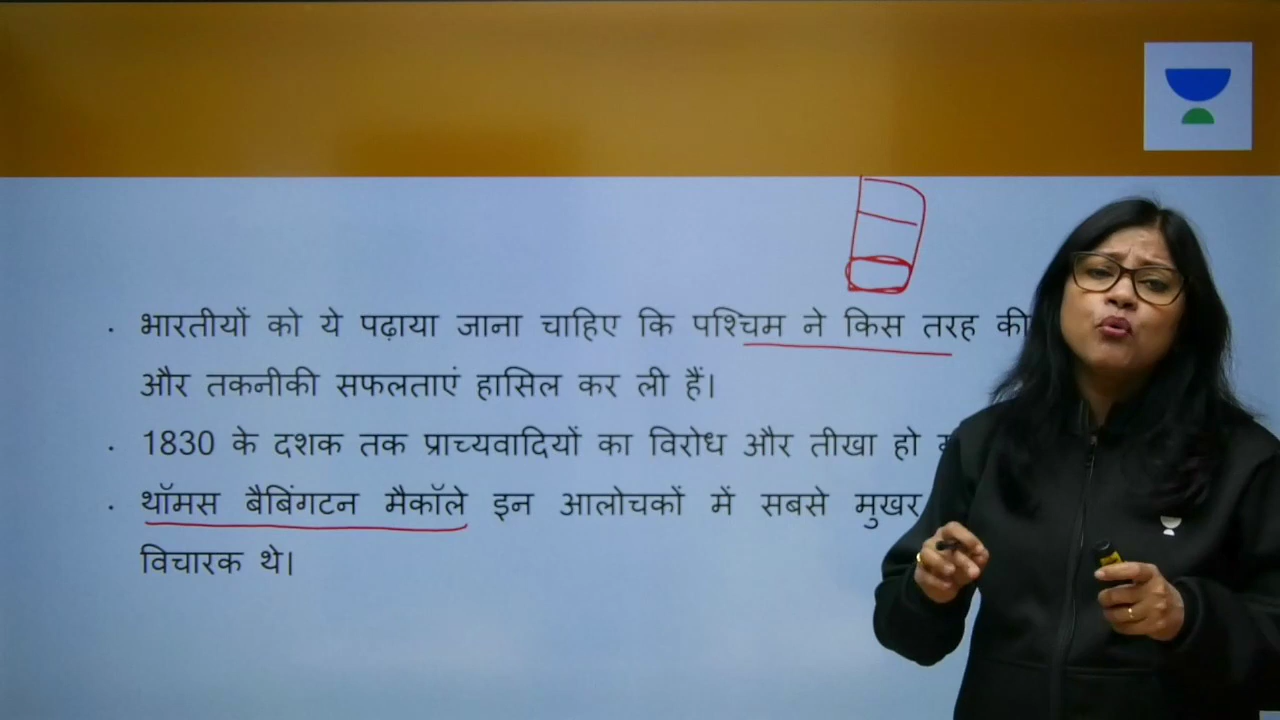 · भारतीयों को ये पढ़ाया जाना चाहिए कि पश्चिम ने किस तरह की
और तकनीकी सफलताएं हासिल कर ली हैं।
· 1830 के दशक तक प्राच्यवादियों का विरोध और तीखा हो
· थॉमस बैबिंगटन मैकॉले इन आलोचकों में सबसे मुखर
विचारक थे।